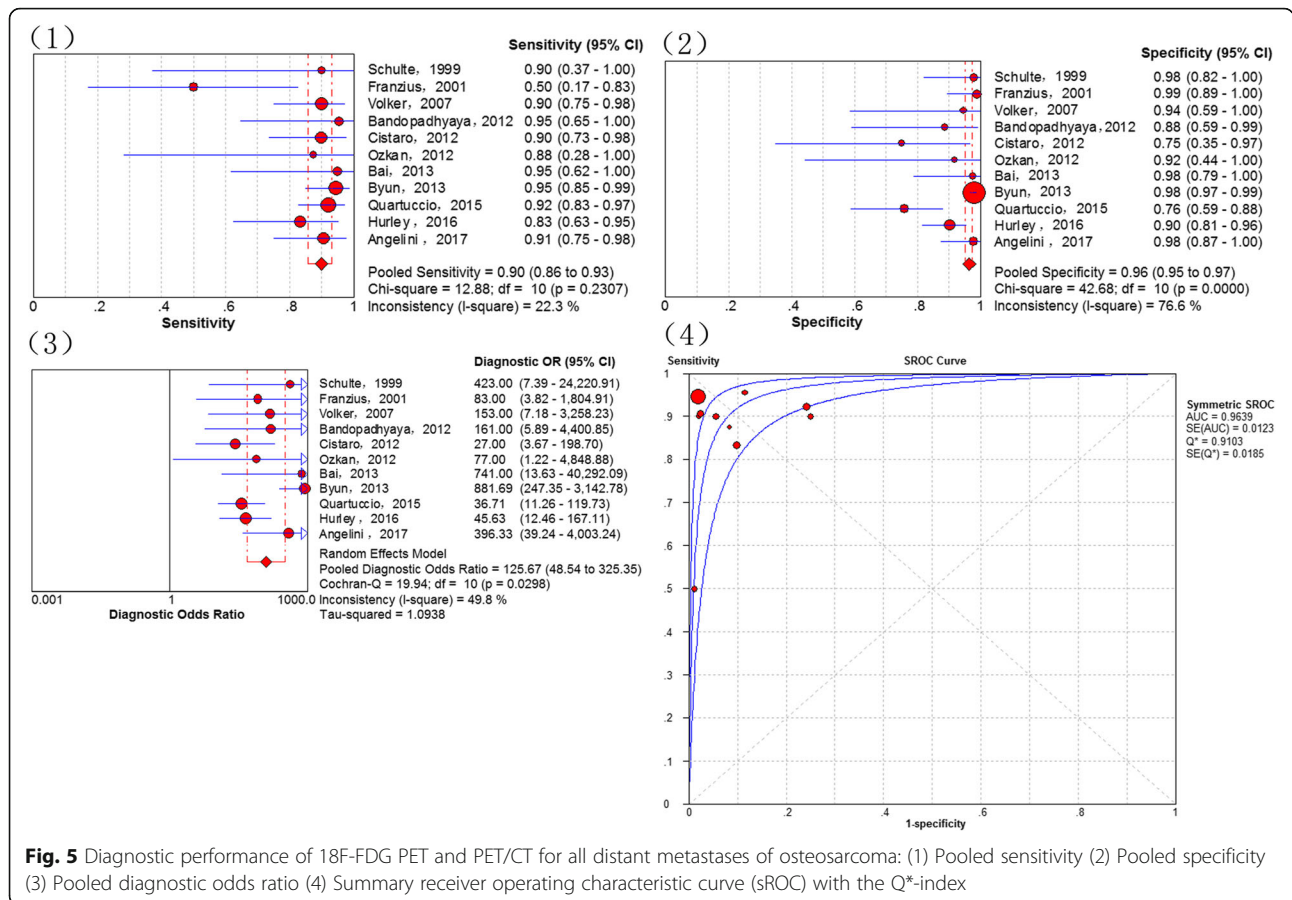 (1)
Sensitivity (95% CI)
Schulte, 1999 0.90 (0.37 - 1.00)
Franzius, 2001 0.50 (0.17 - 0.83)
Volker, 2007 0.90 (0.75 - 0.98)
Bandopadhyaya, 2012 0.95 (0.65 - 1.00)
Cistaro, 2012 0.90 (0.73 - 0.98)
Ozkan, 2012 0.88 (0.28 - 1.00)
Bai, 2013 0.95 (0.62 - 1.00)
Byun, 2013 0.95 (0.85 - 0.99)
Quartuccio, 2015 0.92 (0.83 - 0.97)
Hurley, 2016 0.83 (0.63 - 0.95)
Angelini, 2017 0.91 (0.75 - 0.98)
Pooled Sensitivity = 0.90 (0.86 to 0.93)
Chi-square = 12.88; df = 10 (p = 0.2307)
Inconsistency (I-square) = 22.3 %
0 .2 .4 .6 .8 1
Sensitivity
(2)
Specificity (95% CI)
Schulte, 1999 0.98 (0.82 - 1.00)
Franzius, 2001 0.99 (0.89 - 1.00)
Volker, 2007 0.94 (0.59 - 1.00)
Bandopadhyaya, 2012 0.88 (0.59 - 0.99)
Cistaro, 2012 0.75 (0.35 - 0.97)
Ozkan, 2012 0.92 (0.44 - 1.00)
Bai, 2013 0.98 (0.79 - 1.00)
Byun, 2013 0.98 (0.97 - 0.99)
Quartuccio, 2015 0.76 (0.59 - 0.88)
Hurley, 2016 0.90 (0.81 - 0.96)
Angelini, 2017 0.98 (0.87 - 1.00)
Pooled Specificity = 0.96 (0.95 to 0.97)
Chi-square = 42.68; df = 10 (p = 0.0000)
Inconsistency (I-square) = 76.6 %
0 .2 .4 .6 .8 1
Specificity
(3)
Diagnostic OR (95% CI)
Schulte, 1999 423.00 (7.39 - 24,220.91)
Franzius, 2001 83.00 (3.82 - 1,804.91)
Volker, 2007 153.00 (7.18 - 3,258.23)
Bandopadhyaya, 2012 161.00 (5.89 - 4,400.85)
Cistaro, 2012 27.00 (3.67 - 198.70)
Ozkan, 2012 77.00 (1.22 - 4,848.88)
Bai, 2013 741.00 (13.63 - 40,292.09)
Byun, 2013 881.69 (247.35 - 3,142.78)
Quartuccio, 2015 36.71 (11.26 - 119.73)
Hurley, 2016 45.63 (12.46 - 167.11)
Angelini, 2017 396.33 (39.24 - 4,003.24)
Random Effects Model
Pooled Diagnostic Odds Ratio = 125.67 (48.54 to 325.35)
Cochran-Q = 19.94; df = 10 (p = 0.0298)
Inconsistency (I-square) = 49.8 %
Tau-squared = 1.0938
0.001 1 1000.0
Diagnostic Odds Ratio
(4)
Sensitivity SROC Curve
1
.9
.8
.7
.6
.5
.4
.3
.2
.1
0
0 .2 .4 .6 .8 1
1-specificity
Symmetric SROC
AUC = 0.9639
SE(AUC) = 0.0123
Q* = 0.9103
SE(Q*) = 0.0185
Fig. 5 Diagnostic performance of 18F-FDG PET and PET/CT for all distant metastases of osteosarcoma: (1) Pooled sensitivity (2) Pooled specificity
(3) Pooled diagnostic odds ratio (4) Summary receiver operating characteristic curve (sROC) with the Q*-index